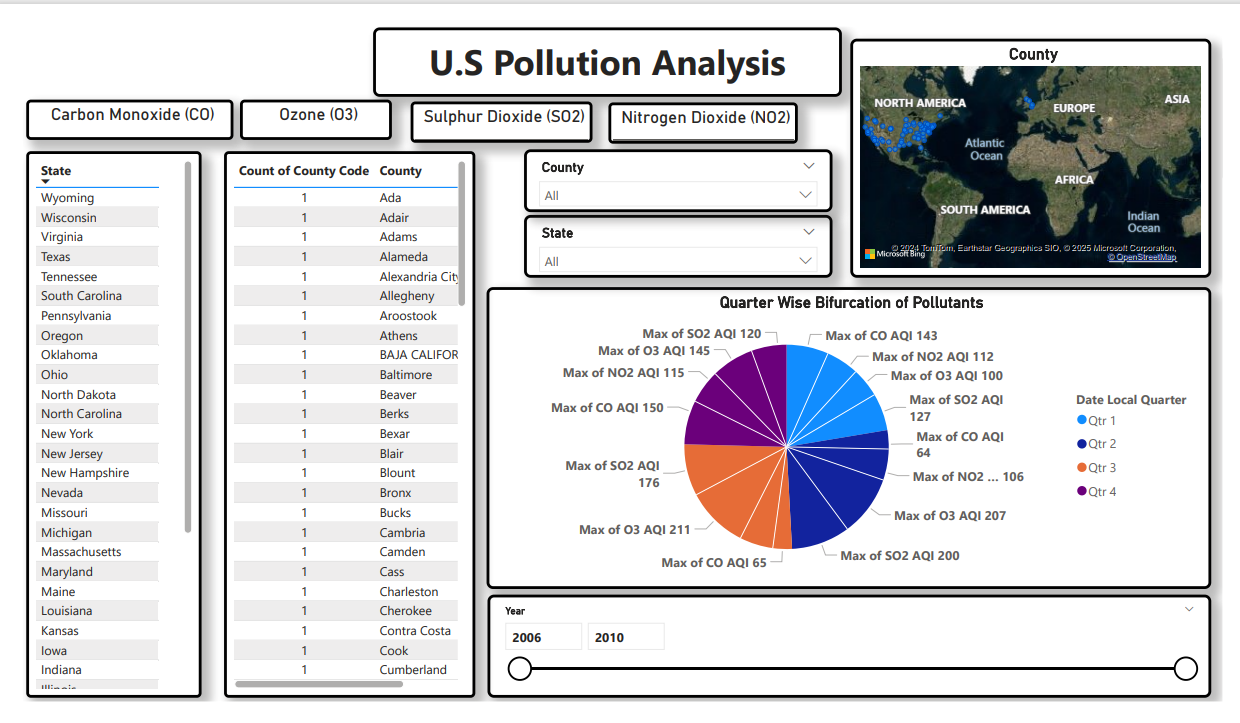 U.S Pollution Analysis
Carbon Monoxide (CO)
Ozone (O3)
Sulphur Dioxide (SO2)
Nitrogen Dioxide (NO2)
State
Wyoming
Wisconsin
Virginia
Texas
Tennessee
South Carolina
Pennsylvania
Oregon
Oklahoma
Ohio
North Dakota
North Carolina
New York
New Jersey
New Hampshire
Nevada
Missouri
Michigan
Massachusetts
Maryland
Maine
Louisiana
Kansas
Iowa
Indiana
Illinois
Count of County Code County
1 Ada
1 Adair
1 Adams
1 Alameda
1 Alexandria City
1 Allegheny
1 Aroostook
1 Athens
1 BAJA CALIFOR
1 Baltimore
1 Beaver
1 Berks
1 Bexar
1 Blair
1 Blount
1 Bronx
1 Bucks
1 Cambria
1 Camden
1 Cass
1 Charleston
1 Cherokee
1 Contra Costa
1 Cook
1 Cumberland
County
All
State
All
County
NORTH AMERICA
EUROPE
ASIA
Atlantic
Ocean
AFRICA
SOUTH AMERICA
Indian
Ocean
Microsoft Bing
© 2024 TomTom, Earthstar Geographics SIO, © 2025 Microsoft Corporation,
© OpenStreetMap
Quarter Wise Bifurcation of Pollutants
Max of SO2 AQI 120
Max of O3 AQI 145
Max of NO2 AQI 115
Max of CO AQI 150
Max of SO2 AQI
176
Max of O3 AQI 211
Max of CO AQI 65
Max of CO AQI 143
Max of NO2 AQI 112
Max of O3 AQI 100
Max of SO2 AQI
127
Max of CO AQI
64
Max of NO2 ... 106
Max of O3 AQI 207
Max of SO2 AQI 200
Date Local Quarter
Qtr 1
Qtr 2
Qtr 3
Qtr 4
Year
2006
2010